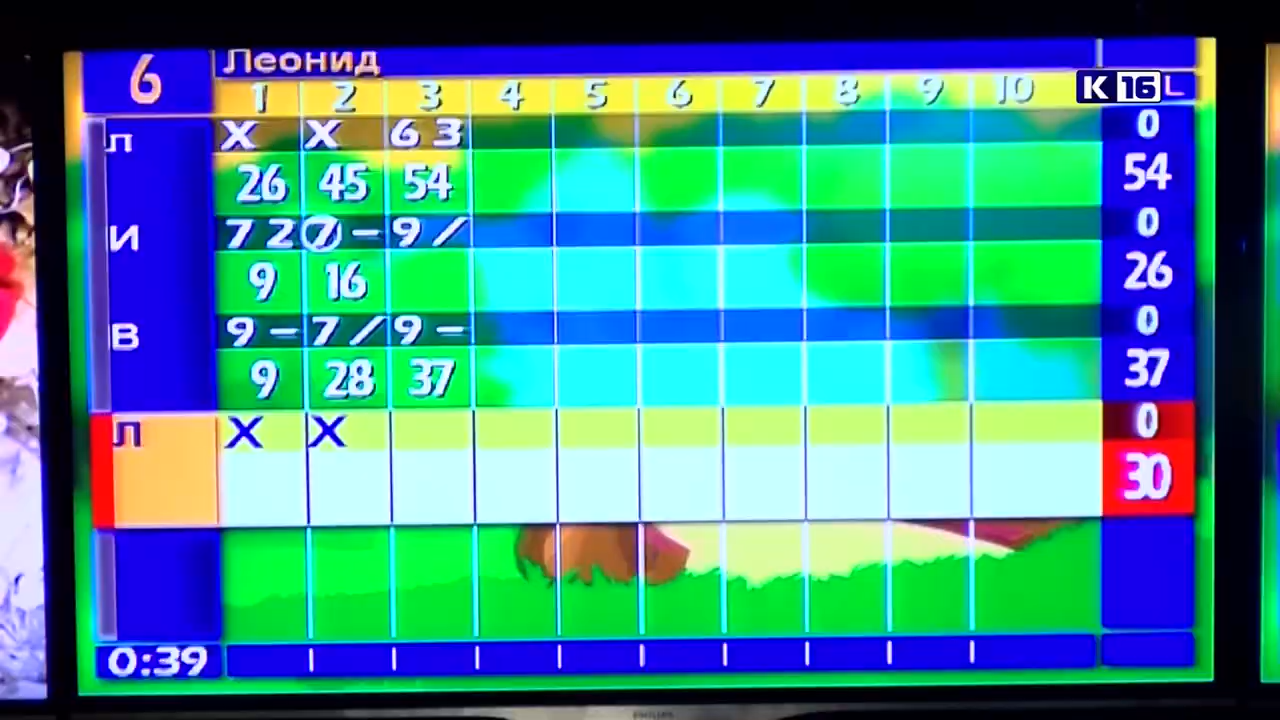 6 Леонид
1 2 3 4 5 6 7 8 9 10 K 16 L
Л X X 6 3 0
26 45 54 54
И 7 2 7 - 9 / 0
9 16 26
В 9 - 7 / 9 - 0
9 28 37 37
Л X X 0
30
0:39